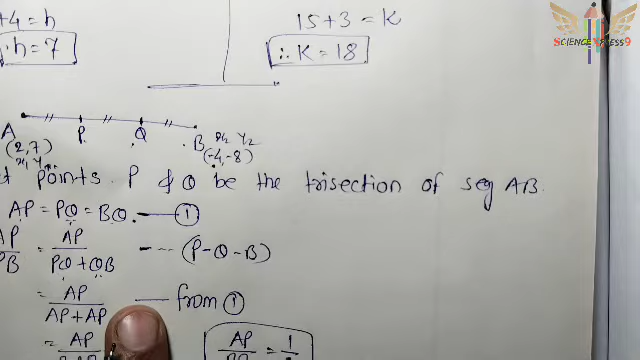 +4 = h
∴ h = 7
15 + 3 = K
∴ K = 18
SCIENCE XPRESS9
A P Q B x₂ y₂
(2,7) (-4,-8)
x₁ y₁
points P & Q be the trisection of seg AB.
AP = PQ = BQ. — ①
AP/PB = AP/PQ+QB --- (P-Q-B)
= AP/AP+AP — from ①
= AP
AP = 1